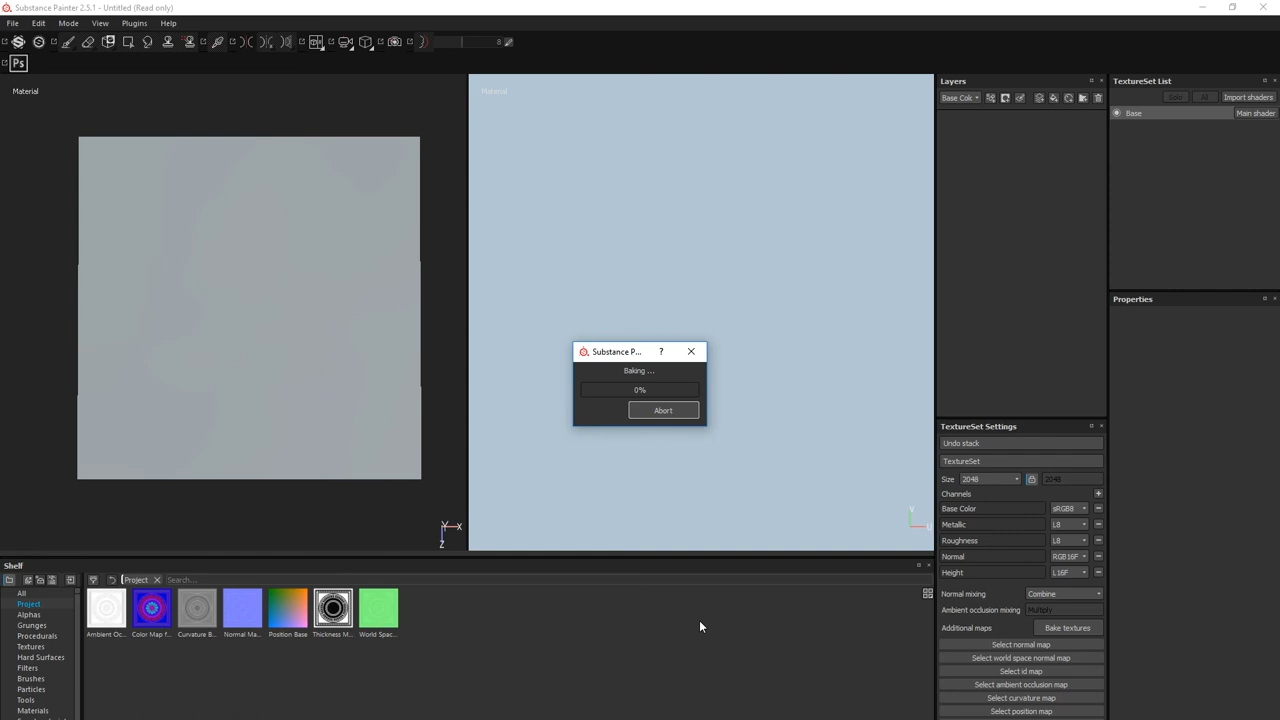 Substance Painter 2.5.1 - Untitled (Read only)
File Edit Mode View Plugins Help
8
Ps
Material
Material
Layers
Base Col
TextureSet List
Solo All Import shaders
Base Main shader
Properties
Substance P... ?
Baking ...
0%
Abort
Y X
Z
V
U
TextureSet Settings
Undo stack
TextureSet
Size 2048 2048
Channels
Base Color sRGB8
Metallic L8
Roughness L8
Normal RGB16F
Height L16F
Normal mixing Combine
Ambient occlusion mixing Multiply
Additional maps Bake textures
Select normal map
Select world space normal map
Select id map
Select ambient occlusion map
Select curvature map
Select position map
Shelf
Project Search...
All
Project
Alphas
Grunges
Procedurals
Textures
Hard Surfaces
Filters
Brushes
Particles
Tools
Materials
Ambient Oc... Color Map f... Curvature B... Normal Ma... Position Base Thickness M... World Spac...